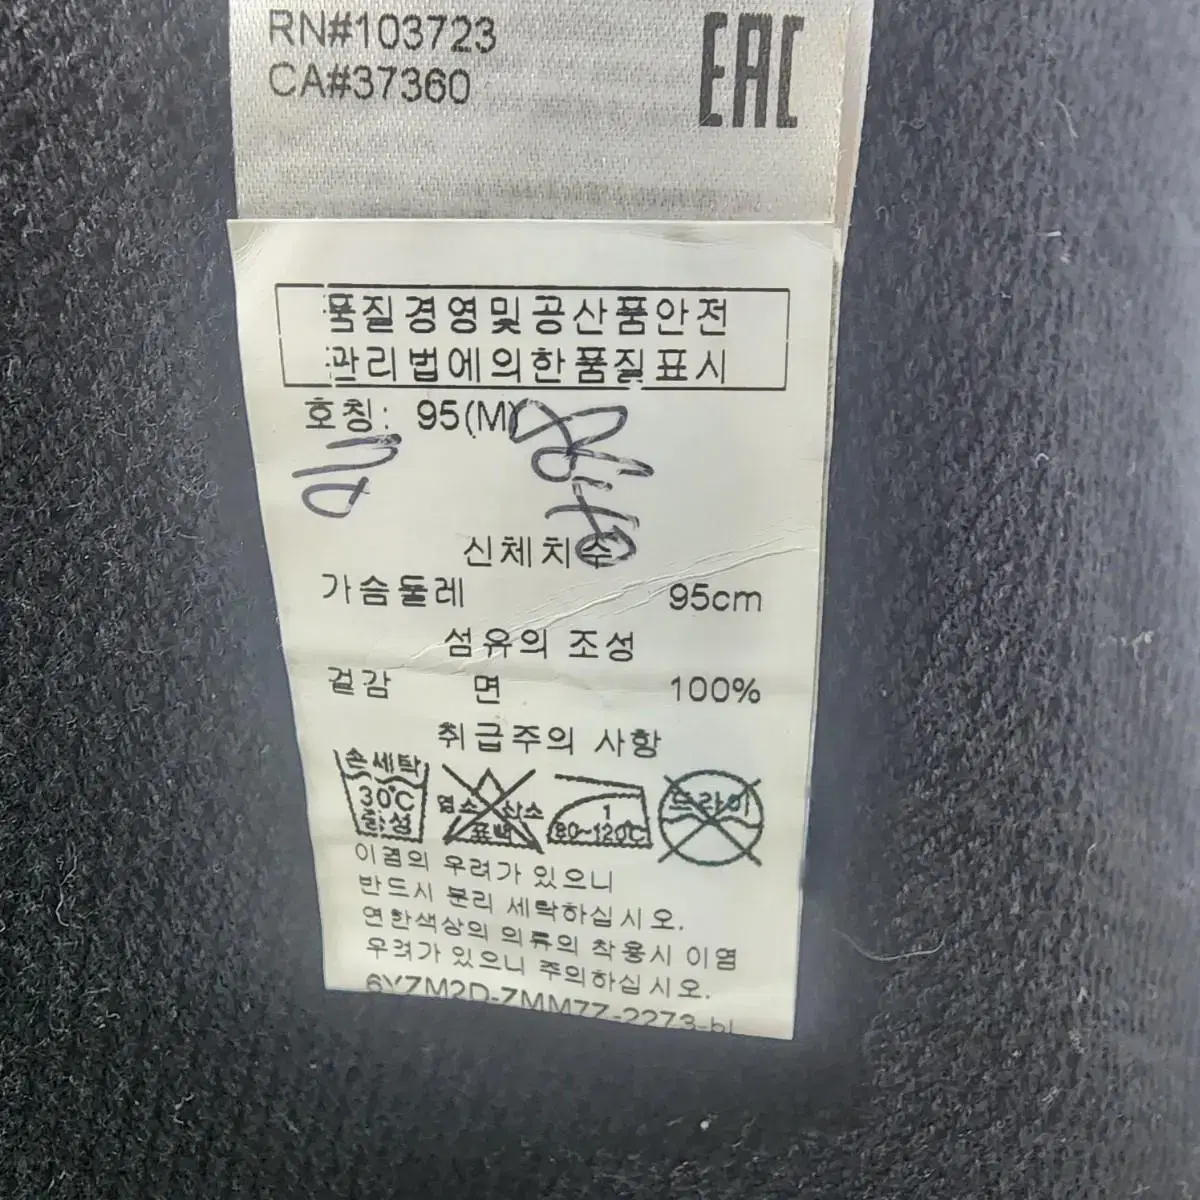 RN#103723
CA#37360
EAC
품질경영및공산품안전
관리법에의한품질표시
호칭: 95(M)
신체치수
가슴둘레 95cm
섬유의 조성
겉감 면 100%
취급주의 사항
손세탁 30℃ 중성
염소 산소 표백
1 80~120℃
드라이
이염의 우려가 있으니
반드시 분리 세탁하십시오.
연한색상의 의류의 착용시 이염
우려가 있으니 주의하십시오.
6YZM2D-ZMM7Z-2273-bl